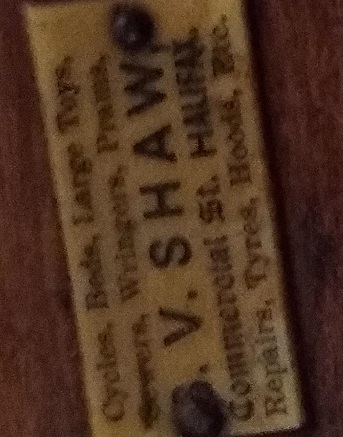 Cycles, Beds, Large Toys,
Wringers, Prams,
V. SHAW,
Commercial St. HALIFAX.
Repairs, Tyres, Hoods, Etc.